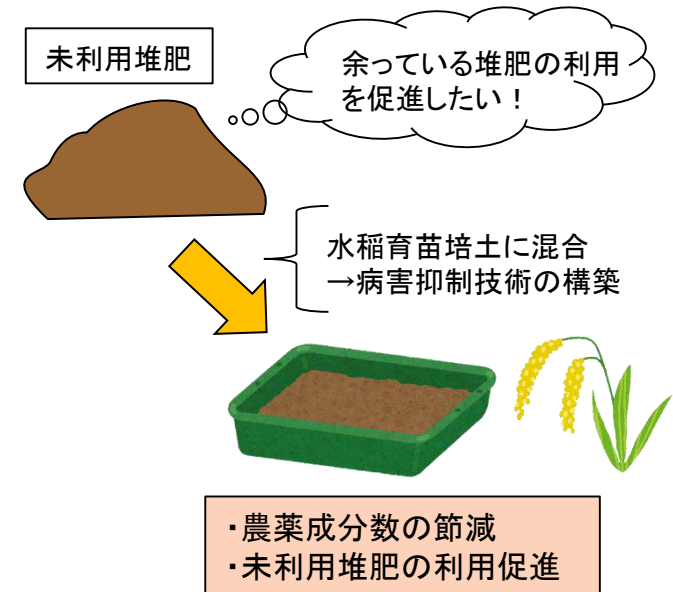 未利用堆肥
余っている堆肥の利用
を促進したい！
水稲育苗培土に混合
→病害抑制技術の構築
・農薬成分数の節減
・未利用堆肥の利用促進